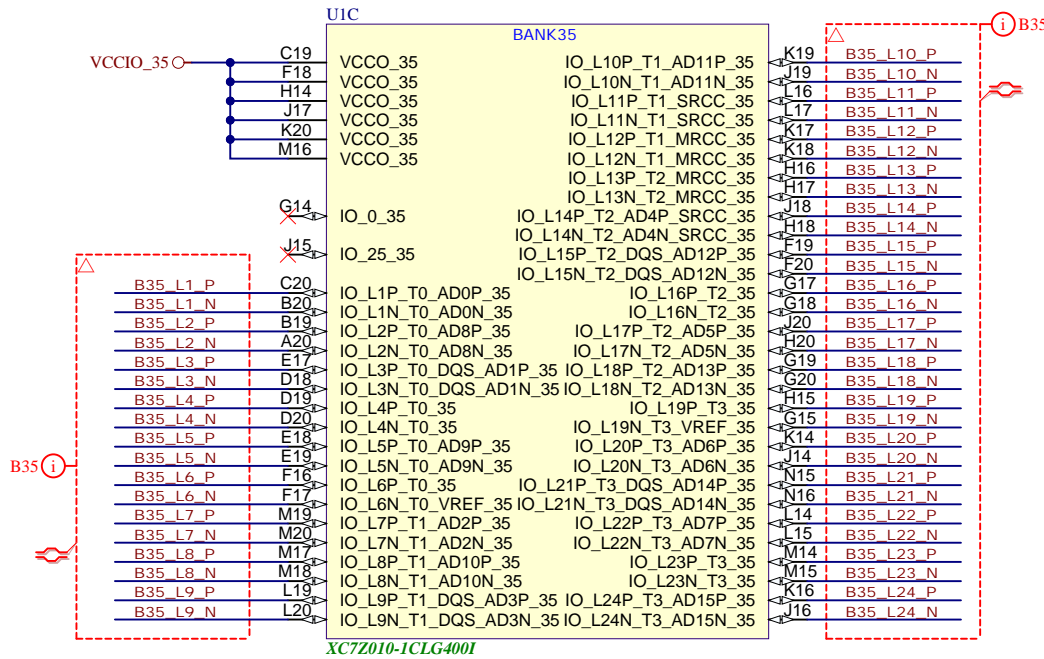 U1C
BANK35
VCCIO_35
C19 VCCO_35
F18 VCCO_35
H14 VCCO_35
J17 VCCO_35
K20 VCCO_35
M16 VCCO_35
G14 IO_0_35
J15 IO_25_35
B35_L1_P C20 IO_L1P_T0_AD0P_35
B35_L1_N B20 IO_L1N_T0_AD0N_35
B35_L2_P B19 IO_L2P_T0_AD8P_35
B35_L2_N A20 IO_L2N_T0_AD8N_35
B35_L3_P E17 IO_L3P_T0_DQS_AD1P_35
B35_L3_N D18 IO_L3N_T0_DQS_AD1N_35
B35_L4_P D19 IO_L4P_T0_35
B35_L4_N D20 IO_L4N_T0_35
B35_L5_P E18 IO_L5P_T0_AD9P_35
B35 i
B35_L5_N E19 IO_L5N_T0_AD9N_35
B35_L6_P F16 IO_L6P_T0_35
B35_L6_N F17 IO_L6N_T0_VREF_35
B35_L7_P M19 IO_L7P_T1_AD2P_35
B35_L7_N M20 IO_L7N_T1_AD2N_35
B35_L8_P M17 IO_L8P_T1_AD10P_35
B35_L8_N M18 IO_L8N_T1_AD10N_35
B35_L9_P L19 IO_L9P_T1_DQS_AD3P_35
B35_L9_N L20 IO_L9N_T1_DQS_AD3N_35
i B35
IO_L10P_T1_AD11P_35 K19 B35_L10_P
IO_L10N_T1_AD11N_35 J19 B35_L10_N
IO_L11P_T1_SRCC_35 L16 B35_L11_P
IO_L11N_T1_SRCC_35 L17 B35_L11_N
IO_L12P_T1_MRCC_35 K17 B35_L12_P
IO_L12N_T1_MRCC_35 K18 B35_L12_N
IO_L13P_T2_MRCC_35 H16 B35_L13_P
IO_L13N_T2_MRCC_35 H17 B35_L13_N
IO_L14P_T2_AD4P_SRCC_35 J18 B35_L14_P
IO_L14N_T2_AD4N_SRCC_35 H18 B35_L14_N
IO_L15P_T2_DQS_AD12P_35 F19 B35_L15_P
IO_L15N_T2_DQS_AD12N_35 F20 B35_L15_N
IO_L16P_T2_35 G17 B35_L16_P
IO_L16N_T2_35 G18 B35_L16_N
IO_L17P_T2_AD5P_35 J20 B35_L17_P
IO_L17N_T2_AD5N_35 H20 B35_L17_N
IO_L18P_T2_AD13P_35 G19 B35_L18_P
IO_L18N_T2_AD13N_35 G20 B35_L18_N
IO_L19P_T3_35 H15 B35_L19_P
IO_L19N_T3_VREF_35 G15 B35_L19_N
IO_L20P_T3_AD6P_35 K14 B35_L20_P
IO_L20N_T3_AD6N_35 J14 B35_L20_N
IO_L21P_T3_DQS_AD14P_35 N15 B35_L21_P
IO_L21N_T3_DQS_AD14N_35 N16 B35_L21_N
IO_L22P_T3_AD7P_35 L14 B35_L22_P
IO_L22N_T3_AD7N_35 L15 B35_L22_N
IO_L23P_T3_35 M14 B35_L23_P
IO_L23N_T3_35 M15 B35_L23_N
IO_L24P_T3_AD15P_35 K16 B35_L24_P
IO_L24N_T3_AD15N_35 J16 B35_L24_N
XC7Z010-1CLG400I